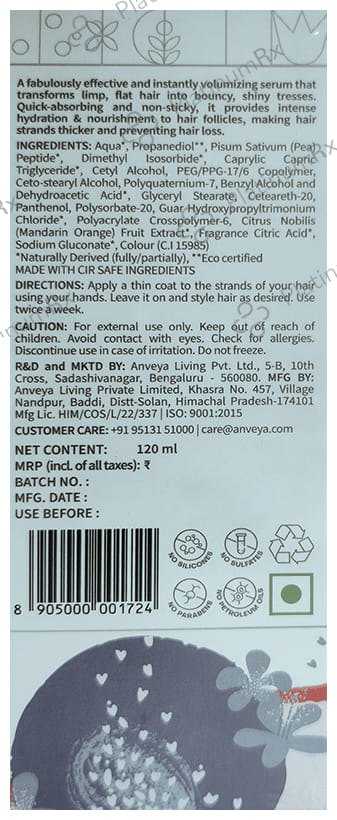 A fabulously effective and instantly volumizing serum that
transforms limp, flat hair into bouncy, shiny tresses.
Quick-absorbing and non-sticky, it provides intense
hydration & nourishment to hair follicles, making hair
strands thicker and preventing hair loss.
INGREDIENTS: Aqua*, Propanediol**, Pisum Sativum (Pea)
Peptide*, Dimethyl Isosorbide*, Caprylic Capric
Triglyceride*, Cetyl Alcohol, PEG/PPG-17/6 Copolymer,
Ceto-stearyl Alcohol, Polyquaternium-7, Benzyl Alcohol and
Dehydroacetic Acid*, Glyceryl Stearate, Ceteareth-20,
Panthenol, Polysorbate-20, Guar Hydroxypropyltrimonium
Chloride*, Polyacrylate Crosspolymer-6, Citrus Nobilis
(Mandarin Orange) Fruit Extract*, Fragrance Citric Acid*,
Sodium Gluconate*, Colour (C.I 15985)
*Naturally Derived (fully/partially), **Eco certified
MADE WITH CIR SAFE INGREDIENTS
DIRECTIONS: Apply a thin coat to the strands of your hair
using your hands. Leave it on and style hair as desired. Use
twice a week.
CAUTION: For external use only. Keep out of reach of
children. Avoid contact with eyes. Check for allergies.
Discontinue use in case of irritation. Do not freeze.
R&D and MKTD BY: Anveya Living Pvt. Ltd., 5-B, 10th
Cross, Sadashivanagar, Bengaluru - 560080. MFG BY:
Anveya Living Private Limited, Khasra No. 457, Village
Nandpur, Baddi, Distt-Solan, Himachal Pradesh-174101
Mfg Lic. HIM/COS/L/22/337 | ISO: 9001:2015
CUSTOMER CARE: +91 95131 51000 | care@anveya.com
NET CONTENT: 120 ml
MRP (incl. of all taxes): ₹
BATCH NO. :
MFG. DATE :
USE BEFORE :
NO SILICONES
NO SULFATES
NO PARABENS
NO PETROLEUM OILS
8 905000 001724